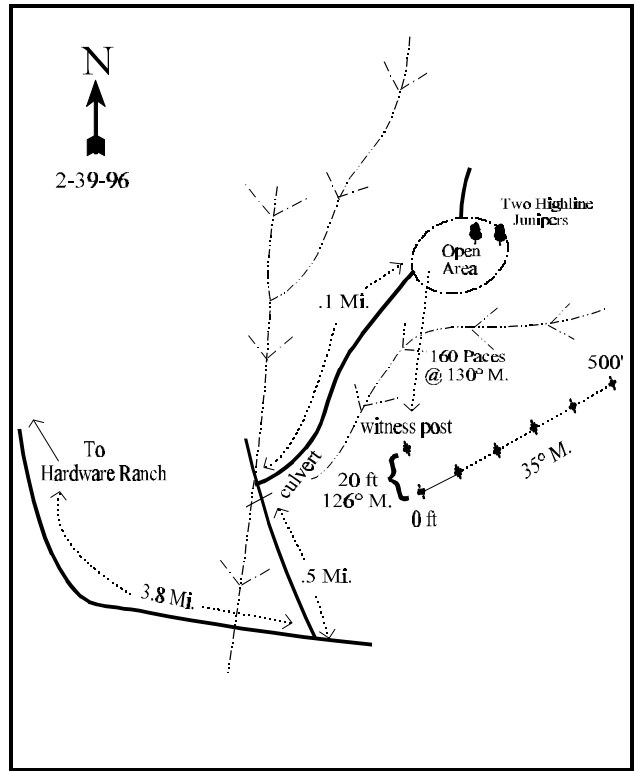 N
2-39-96
Two Highline
Junipers
Open
Area
.1 Mi.
160 Paces
@ 130° M.
500'
witness post
To
Hardware Ranch
culvert
20 ft
126° M.
35° M.
0 ft
.5 Mi.
3.8 Mi.